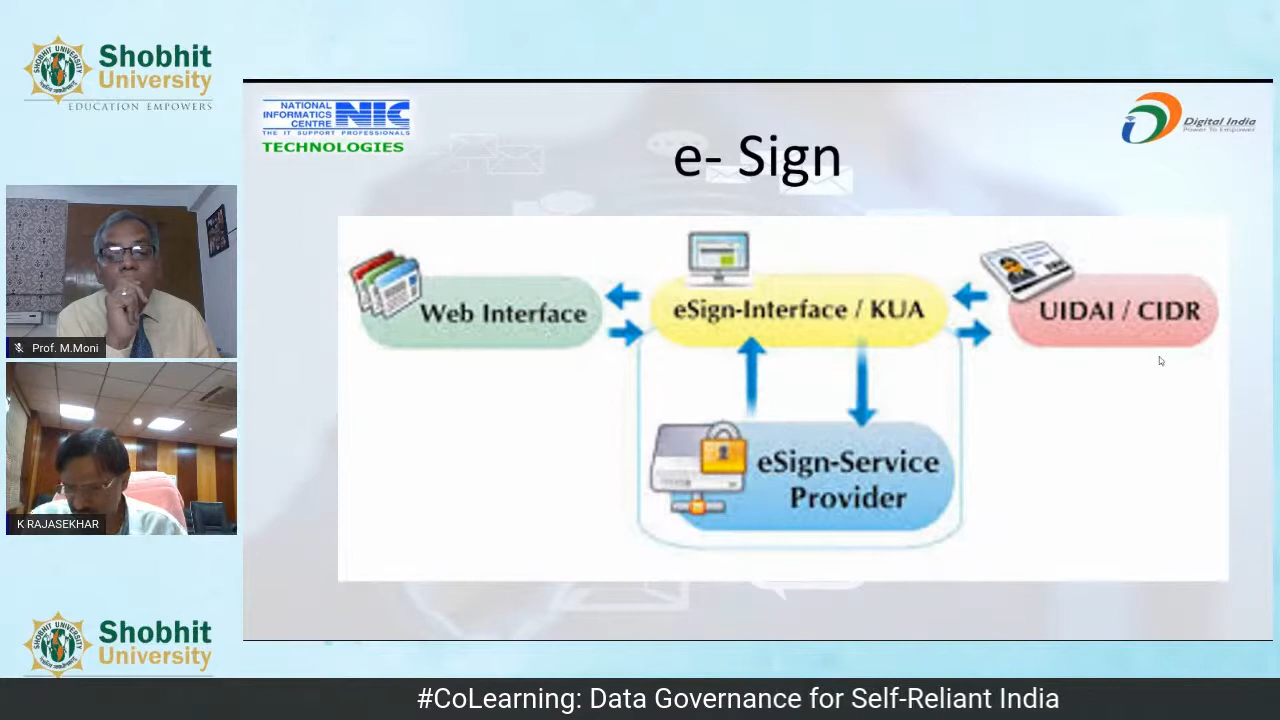 Shobhit
University
EDUCATION EMPOWERS
NATIONAL
INFORMATICS
CENTRE
NIC
THE IT SUPPORT PROFESSIONALS
TECHNOLOGIES
Digital India
Power To Empower
e- Sign
Web Interface
eSign-Interface / KUA
UIDAI / CIDR
eSign-Service
Provider
Prof. M.Moni
K RAJASEKHAR
Shobhit
University
#CoLearning: Data Governance for Self-Reliant India